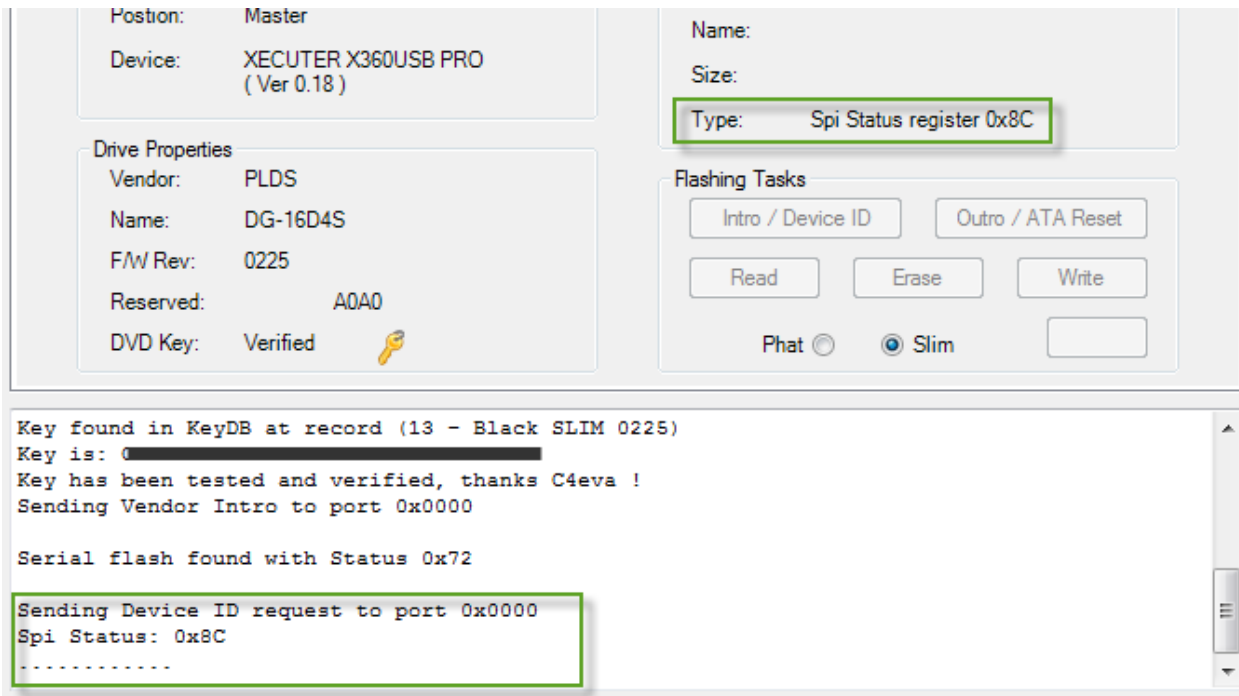 Postion: Master
Device: XECUTER X360USB PRO
( Ver 0.18 )
Name:
Size:
Type: Spi Status register 0x8C
Drive Properties
Vendor: PLDS
Name: DG-16D4S
F/W Rev: 0225
Reserved: A0A0
DVD Key: Verified
Flashing Tasks
Intro / Device ID Outro / ATA Reset
Read Erase Write
Phat Slim
Key found in KeyDB at record (13 - Black SLIM 0225)
Key is:
Key has been tested and verified, thanks C4eva !
Sending Vendor Intro to port 0x0000
Serial flash found with Status 0x72
Sending Device ID request to port 0x0000
Spi Status: 0x8C
............